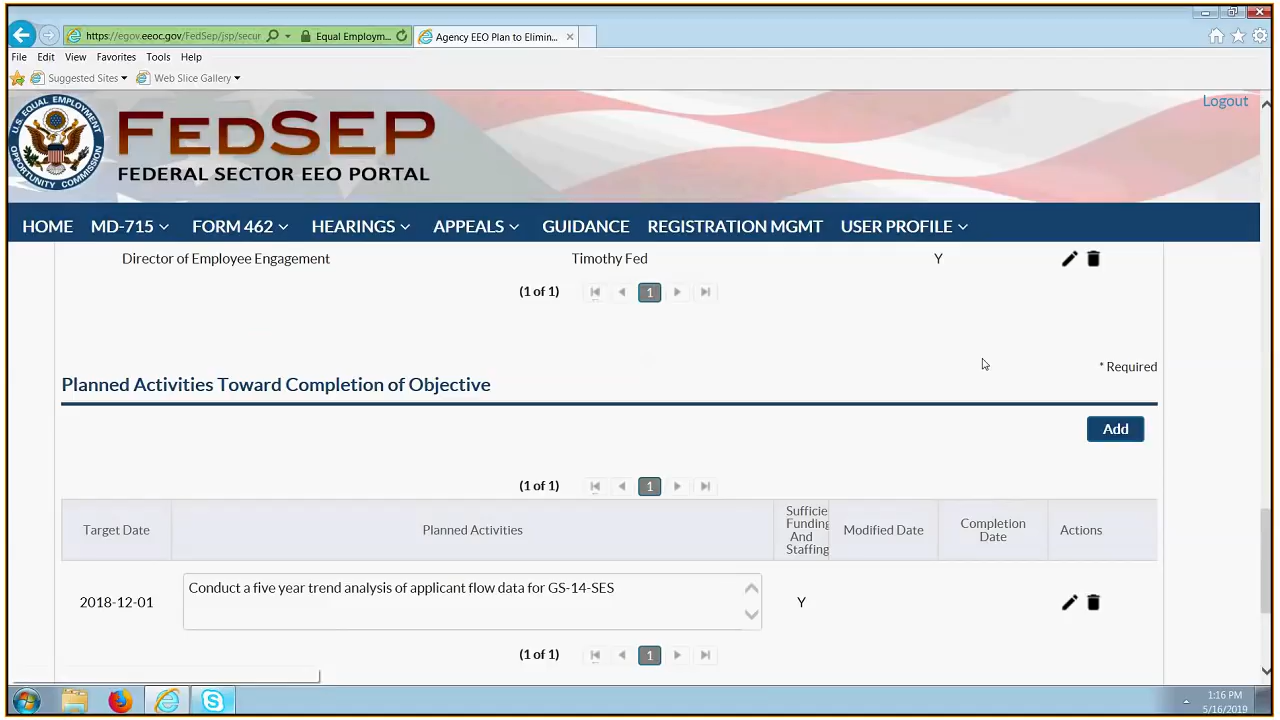 https://egov.eeoc.gov/FedSep/jsp/secur
Equal Employm...
Agency EEO Plan to Elimin...
File Edit View Favorites Tools Help
Suggested Sites
Web Slice Gallery
U.S. EQUAL EMPLOYMENT OPPORTUNITY COMMISSION
FEDSEP
FEDERAL SECTOR EEO PORTAL
Logout
HOME MD-715 FORM 462 HEARINGS APPEALS GUIDANCE REGISTRATION MGMT USER PROFILE
Director of Employee Engagement Timothy Fed Y
(1 of 1) 1
* Required
Planned Activities Toward Completion of Objective
Add
(1 of 1) 1
Target Date
Planned Activities
Sufficie
Funding
And
Staffing
Modified Date
Completion
Date
Actions
2018-12-01
Conduct a five year trend analysis of applicant flow data for GS-14-SES
Y
(1 of 1) 1
1:16 PM
5/16/2019